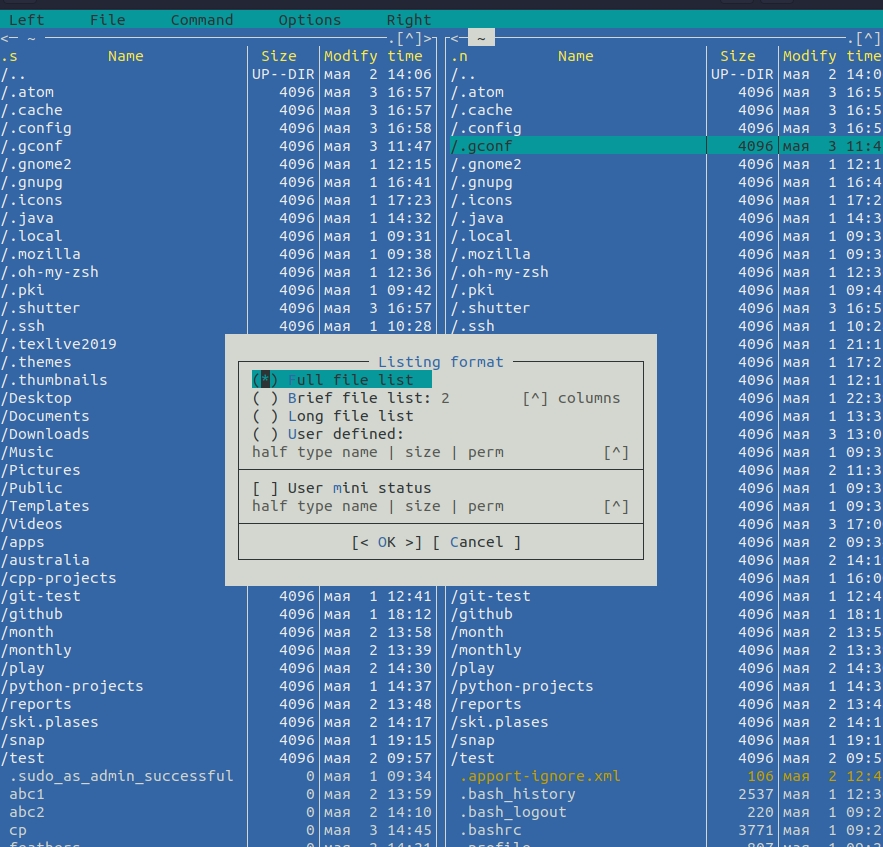 Left File Command Options Right
<─ ~ .[^]> <─ ~ .[^]
.s Name Size Modify time .n Name Size Modify time
/.. UP--DIR мая 2 14:06 /.. UP--DIR мая 2 14:0
/.atom 4096 мая 3 16:57 /.atom 4096 мая 3 16:5
/.cache 4096 мая 3 16:57 /.cache 4096 мая 3 16:5
/.config 4096 мая 3 16:58 /.config 4096 мая 3 16:5
/.gconf 4096 мая 3 11:47 /.gconf 4096 мая 3 11:4
/.gnome2 4096 мая 1 12:15 /.gnome2 4096 мая 1 12:1
/.gnupg 4096 мая 1 16:41 /.gnupg 4096 мая 1 16:4
/.icons 4096 мая 1 17:23 /.icons 4096 мая 1 17:2
/.java 4096 мая 1 14:32 /.java 4096 мая 1 14:3
/.local 4096 мая 1 09:31 /.local 4096 мая 1 09:3
/.mozilla 4096 мая 1 09:38 /.mozilla 4096 мая 1 09:3
/.oh-my-zsh 4096 мая 1 12:36 /.oh-my-zsh 4096 мая 1 12:3
/.pki 4096 мая 1 09:42 /.pki 4096 мая 1 09:4
/.shutter 4096 мая 3 16:57 /.shutter 4096 мая 3 16:5
/.ssh 4096 мая 1 10:28 /.ssh 4096 мая 1 10:2
/.texlive2019 4096 мая 1 21:1
/.themes Listing format 4096 мая 1 17:2
/.thumbnails (*) Full file list 4096 мая 1 12:1
/Desktop ( ) Brief file list: 2 [^] columns 4096 мая 1 22:3
/Documents ( ) Long file list 4096 мая 1 13:3
/Downloads ( ) User defined: 4096 мая 3 13:0
/Music half type name | size | perm [^] 4096 мая 1 09:3
/Pictures 4096 мая 2 11:3
/Public [ ] User mini status 4096 мая 1 09:3
/Templates half type name | size | perm [^] 4096 мая 1 09:3
/Videos 4096 мая 3 17:0
/apps [< OK >] [ Cancel ] 4096 мая 2 09:3
/australia 4096 мая 2 14:1
/cpp-projects 4096 мая 1 16:0
/git-test 4096 мая 1 12:41 /git-test 4096 мая 1 12:4
/github 4096 мая 1 18:12 /github 4096 мая 1 18:1
/month 4096 мая 2 13:58 /month 4096 мая 2 13:5
/monthly 4096 мая 2 13:39 /monthly 4096 мая 2 13:3
/play 4096 мая 2 14:30 /play 4096 мая 2 14:3
/python-projects 4096 мая 1 14:37 /python-projects 4096 мая 1 14:3
/reports 4096 мая 2 13:48 /reports 4096 мая 2 13:4
/ski.plases 4096 мая 2 14:17 /ski.plases 4096 мая 2 14:1
/snap 4096 мая 1 19:15 /snap 4096 мая 1 19:1
/test 4096 мая 2 09:57 /test 4096 мая 2 09:5
.sudo_as_admin_successful 0 мая 1 09:34 .apport-ignore.xml 106 мая 2 12:4
abc1 0 мая 2 13:59 .bash_history 2537 мая 1 12:3
abc2 0 мая 2 14:10 .bash_logout 220 мая 1 09:2
cp 0 мая 3 14:45 .bashrc 3771 мая 1 09:2
feathers 0 мая 2 14:21 .profile 807 мая 1 09:2